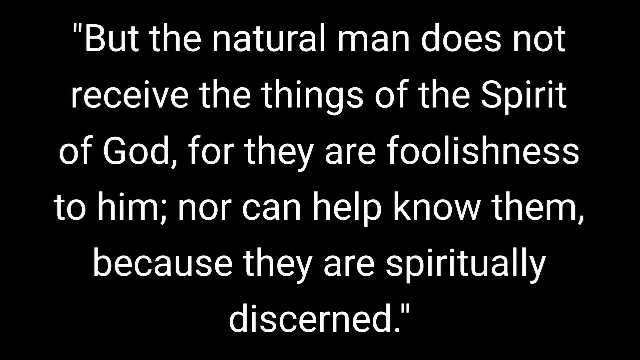 "But the natural man does not
receive the things of the Spirit
of God, for they are foolishness
to him; nor can help know them,
because they are spiritually
discerned."